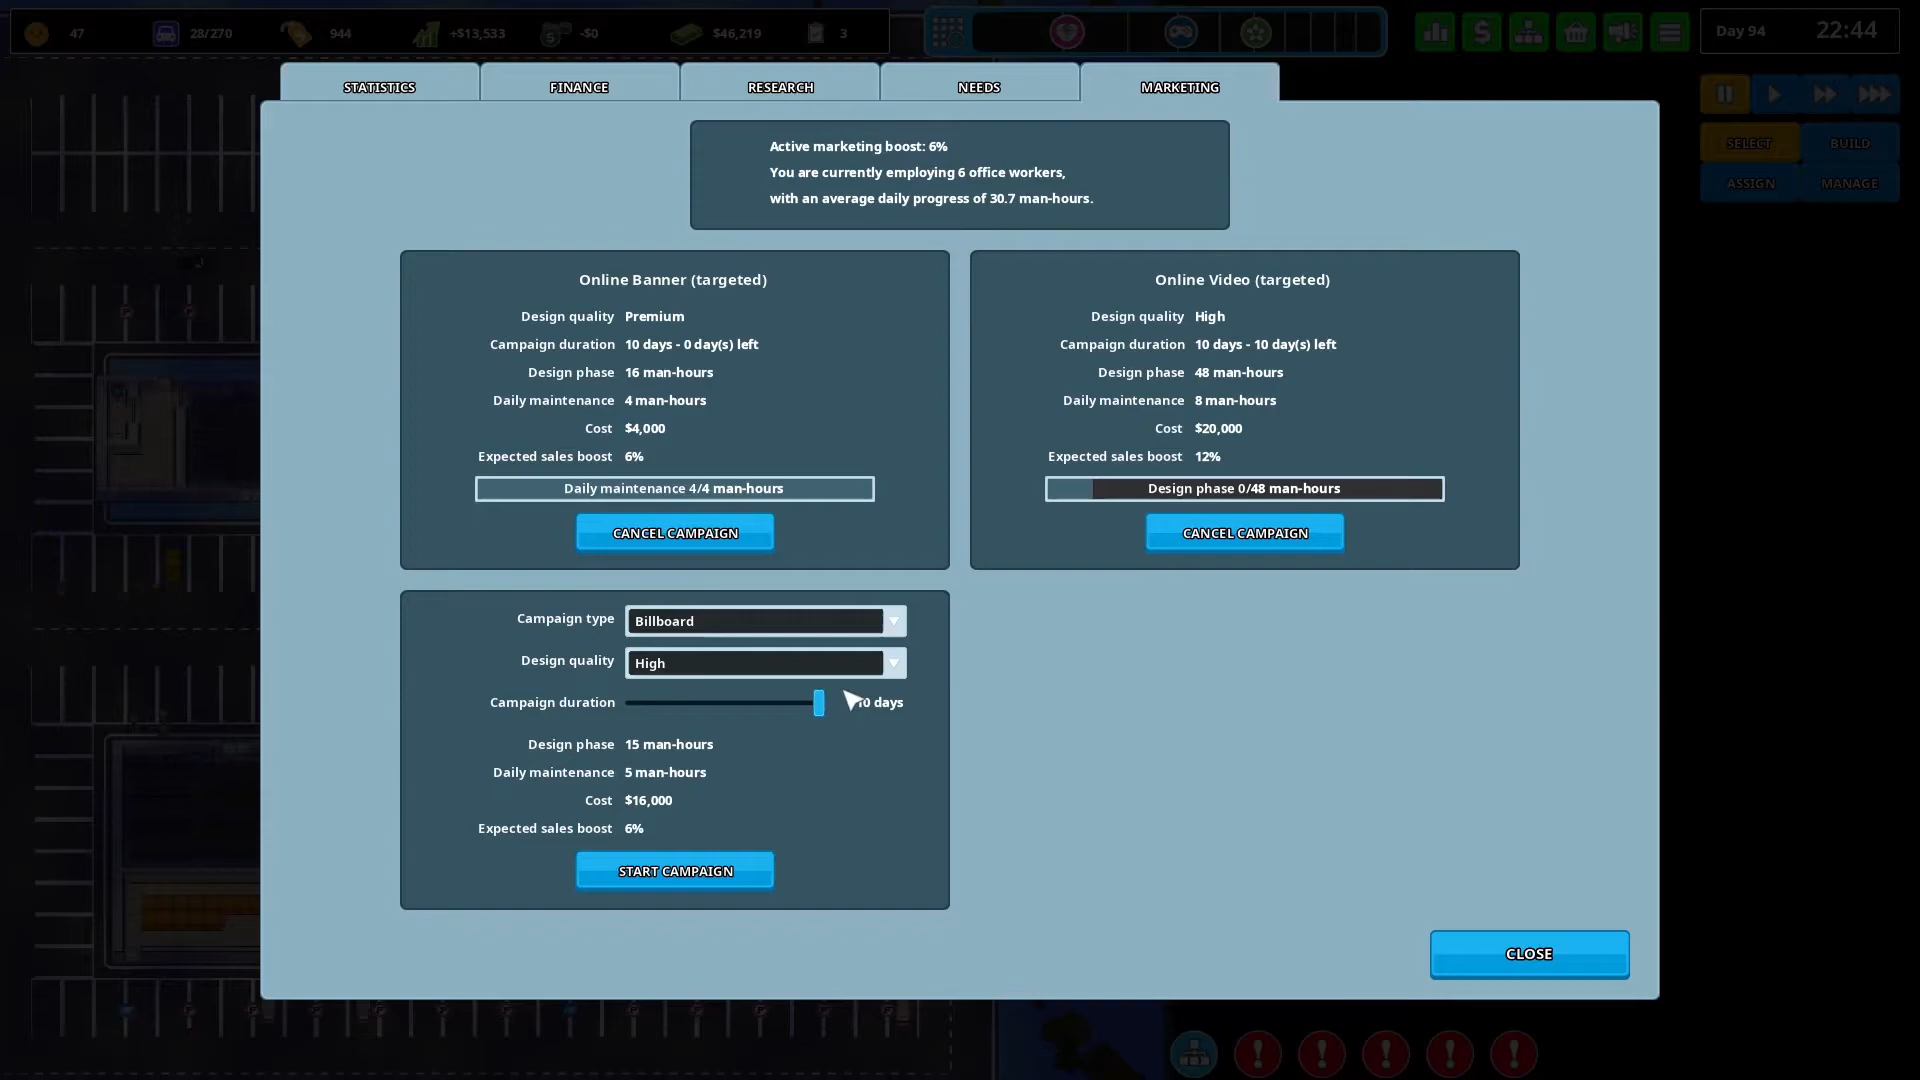 47 28/270 944 +$13,533 -$0 $46,219 3 Day 94 22:44
STATISTICS FINANCE RESEARCH NEEDS MARKETING
SELECT BUILD
ASSIGN MANAGE
Active marketing boost: 6%
You are currently employing 6 office workers,
with an average daily progress of 30.7 man-hours.
Online Banner (targeted)
Design quality Premium
Campaign duration 10 days - 0 day(s) left
Design phase 16 man-hours
Daily maintenance 4 man-hours
Cost $4,000
Expected sales boost 6%
Daily maintenance 4/4 man-hours
CANCEL CAMPAIGN
Online Video (targeted)
Design quality High
Campaign duration 10 days - 10 day(s) left
Design phase 48 man-hours
Daily maintenance 8 man-hours
Cost $20,000
Expected sales boost 12%
Design phase 0/48 man-hours
CANCEL CAMPAIGN
Campaign type Billboard
Design quality High
Campaign duration 10 days
Design phase 15 man-hours
Daily maintenance 5 man-hours
Cost $16,000
Expected sales boost 6%
START CAMPAIGN
CLOSE